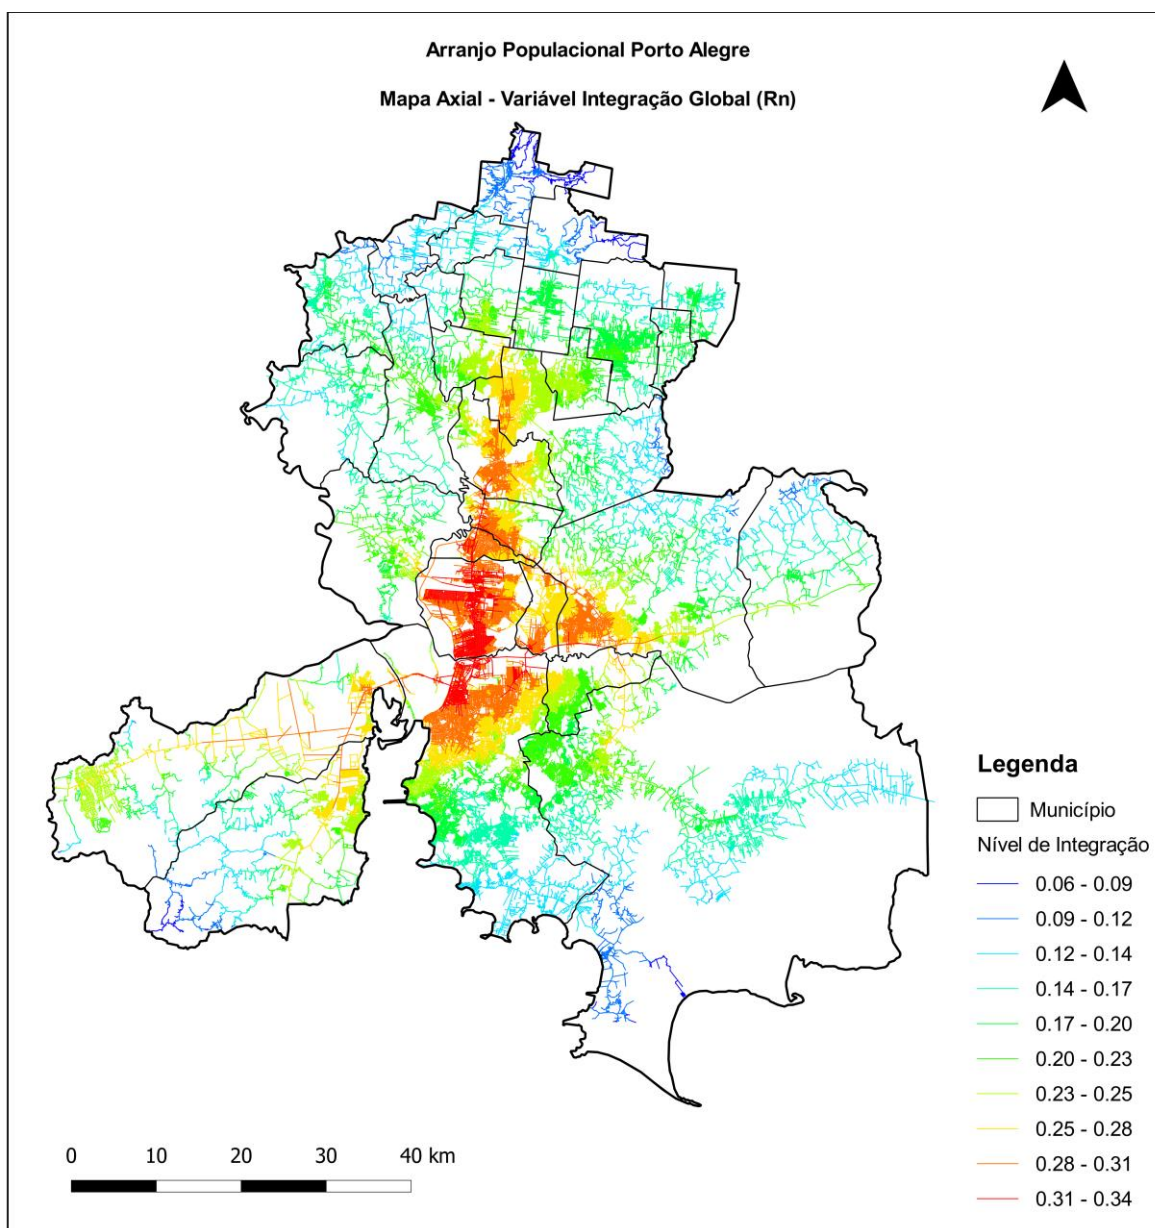 Arranjo Populacional Porto Alegre
Mapa Axial - Variável Integração Global (Rn)
Legenda
Município
Nível de Integração
0.06 - 0.09
0.09 - 0.12
0.12 - 0.14
0.14 - 0.17
0.17 - 0.20
0.20 - 0.23
0.23 - 0.25
0.25 - 0.28
0.28 - 0.31
0.31 - 0.34
0 10 20 30 40 km